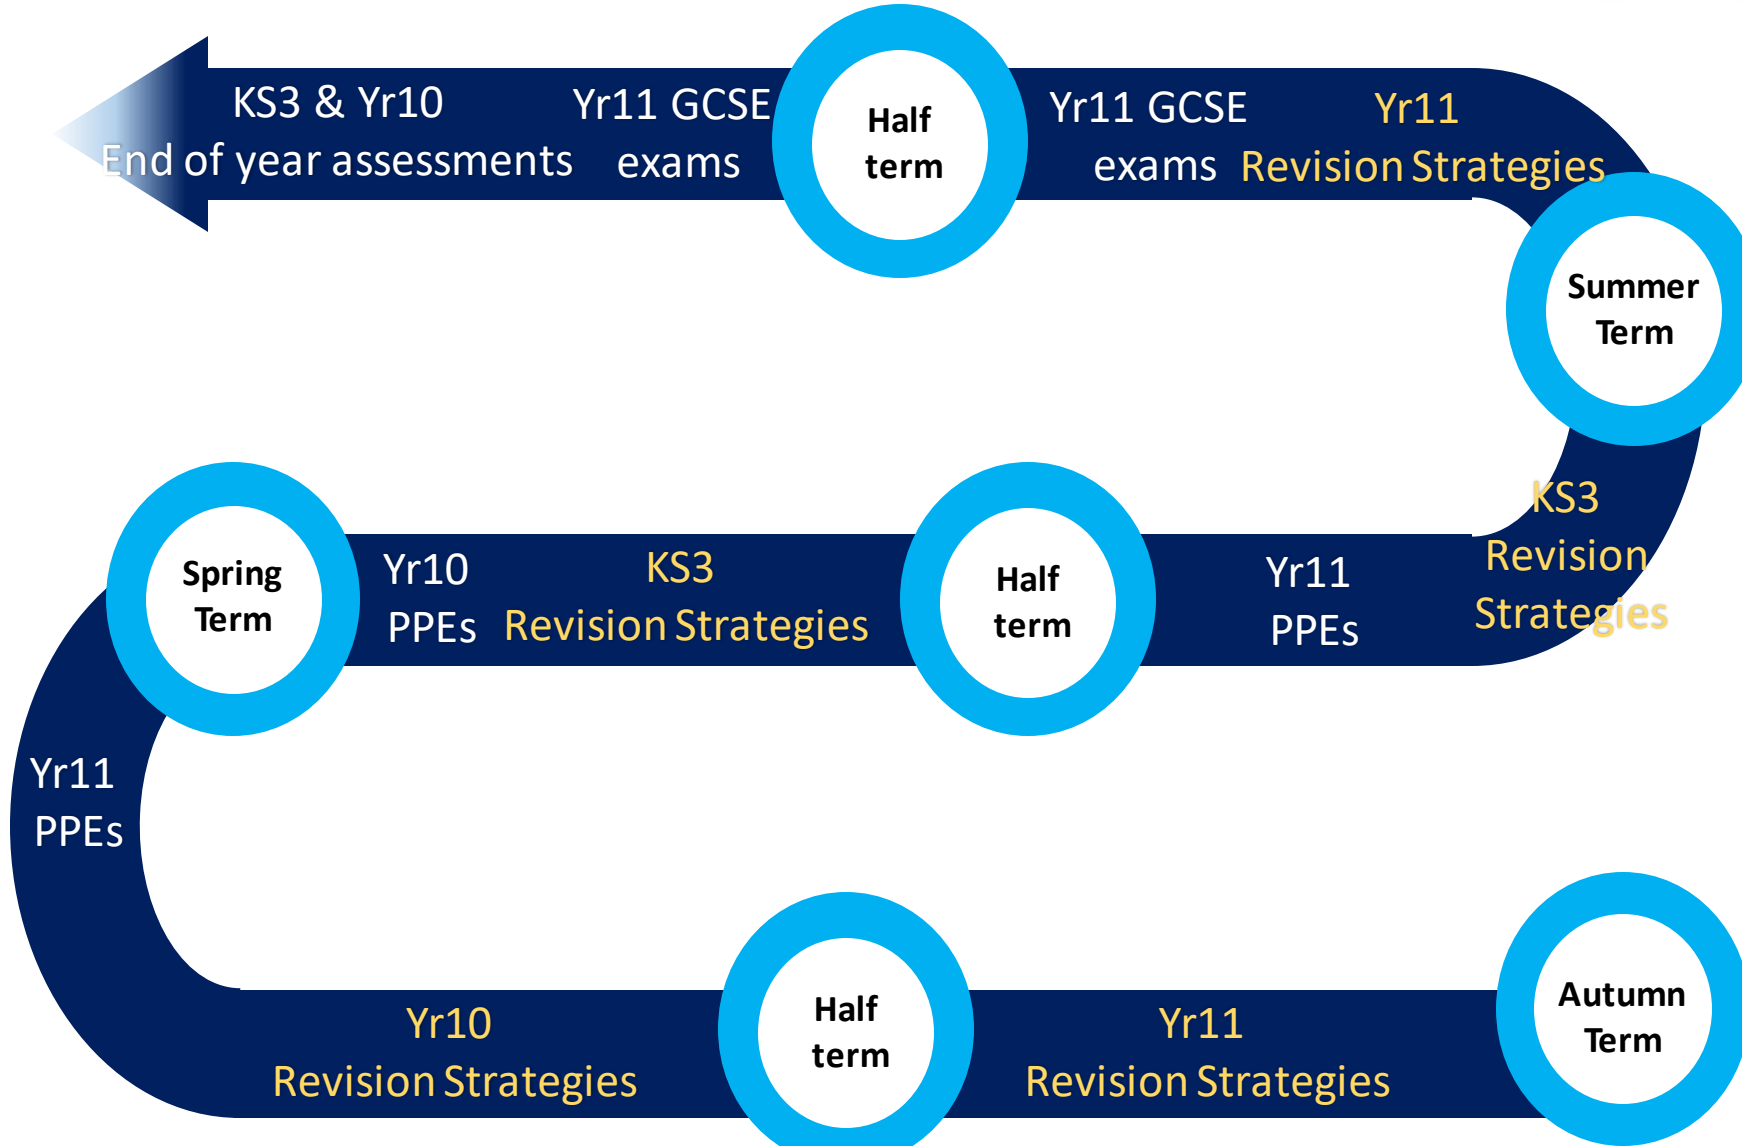 KS3 & Yr10
End of year assessments
Yr11 GCSE
exams
Half
term
Yr11 GCSE
exams
Yr11
Revision Strategies
Summer
Term
Spring
Term
Yr10
PPEs
KS3
Revision Strategies
Half
term
Yr11
PPEs
KS3
Revision
Strategies
Yr11
PPEs
Yr10
Revision Strategies
Half
term
Yr11
Revision Strategies
Autumn
Term